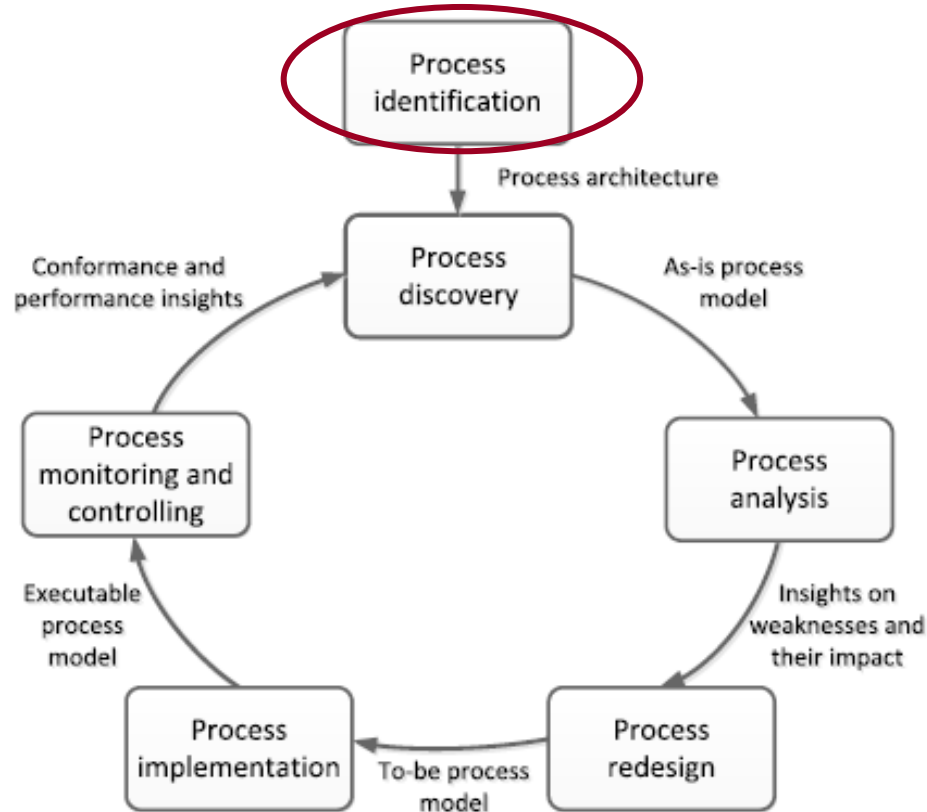 Process
identification
Process architecture
Process
discovery
As-is process
model
Process
analysis
Insights on
weaknesses and
their impact
Process
redesign
To-be process
model
Process
implementation
Executable
process
model
Process
monitoring and
controlling
Conformance and
performance insights